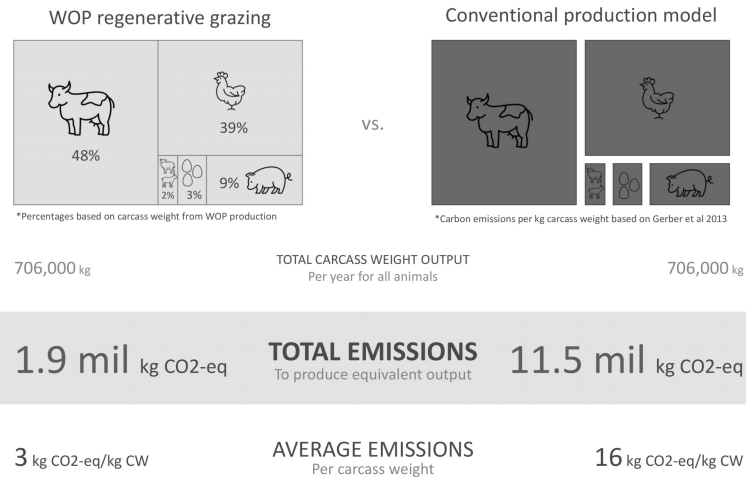 WOP regenerative grazing
Conventional production model
48%
39%
2%
3%
9%
vs.
*Percentages based on carcass weight from WOP production
*Carbon emissions per kg carcass weight based on Gerber et al 2013
706,000 kg
TOTAL CARCASS WEIGHT OUTPUT
Per year for all animals
706,000 kg
1.9 mil kg CO2-eq
TOTAL EMISSIONS
To produce equivalent output
11.5 mil kg CO2-eq
3 kg CO2-eq/kg CW
AVERAGE EMISSIONS
Per carcass weight
16 kg CO2-eq/kg CW